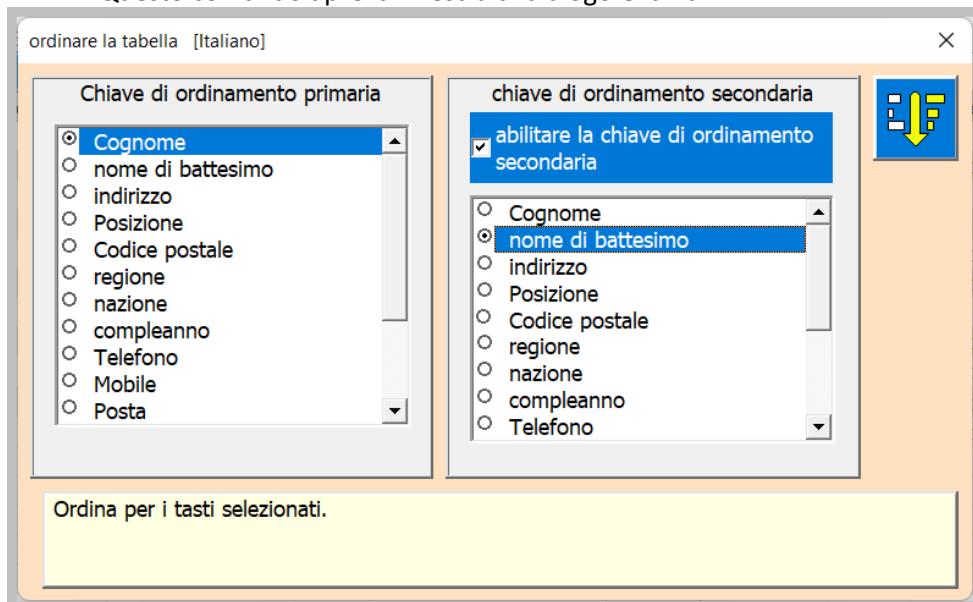 ordinare la tabella [Italiano]
Chiave di ordinamento primaria
Cognome
nome di battesimo
indirizzo
Posizione
Codice postale
regione
nazione
compleanno
Telefono
Mobile
Posta
chiave di ordinamento secondaria
abilitare la chiave di ordinamento
secondaria
Cognome
nome di battesimo
indirizzo
Posizione
Codice postale
regione
nazione
compleanno
Telefono
Ordina per i tasti selezionati.